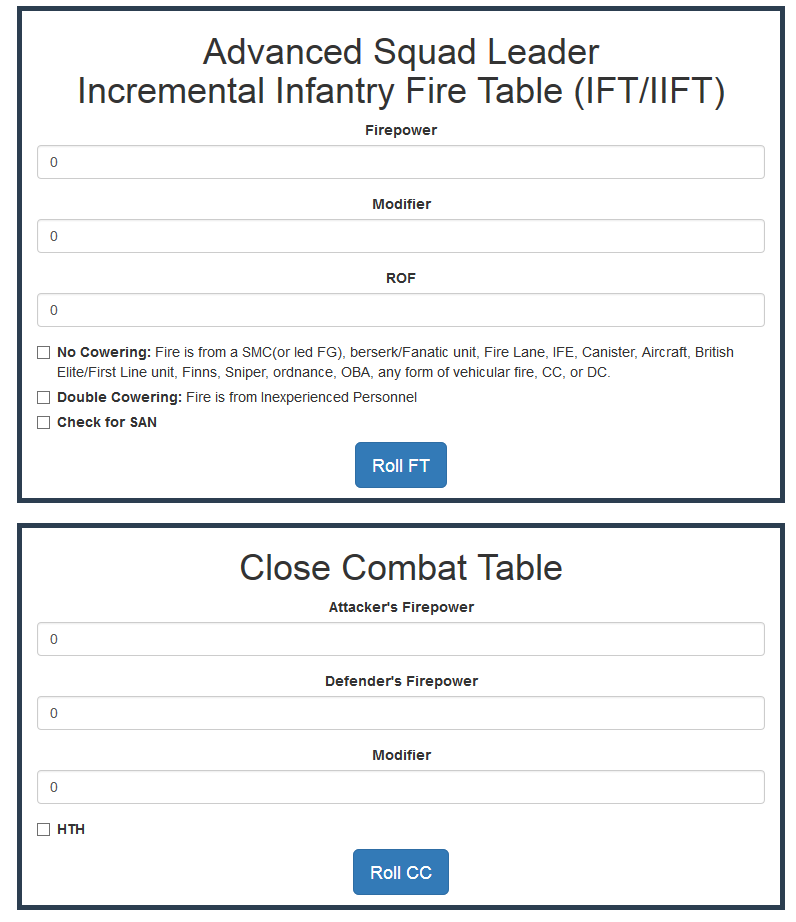 Advanced Squad Leader
Incremental Infantry Fire Table (IFT/IIFT)
Firepower
0
Modifier
0
ROF
0
No Cowering: Fire is from a SMC(or led FG), berserk/Fanatic unit, Fire Lane, IFE, Canister, Aircraft, British
Elite/First Line unit, Finns, Sniper, ordnance, OBA, any form of vehicular fire, CC, or DC.
Double Cowering: Fire is from Inexperienced Personnel
Check for SAN
Roll FT
Close Combat Table
Attacker's Firepower
0
Defender's Firepower
0
Modifier
0
HTH
Roll CC